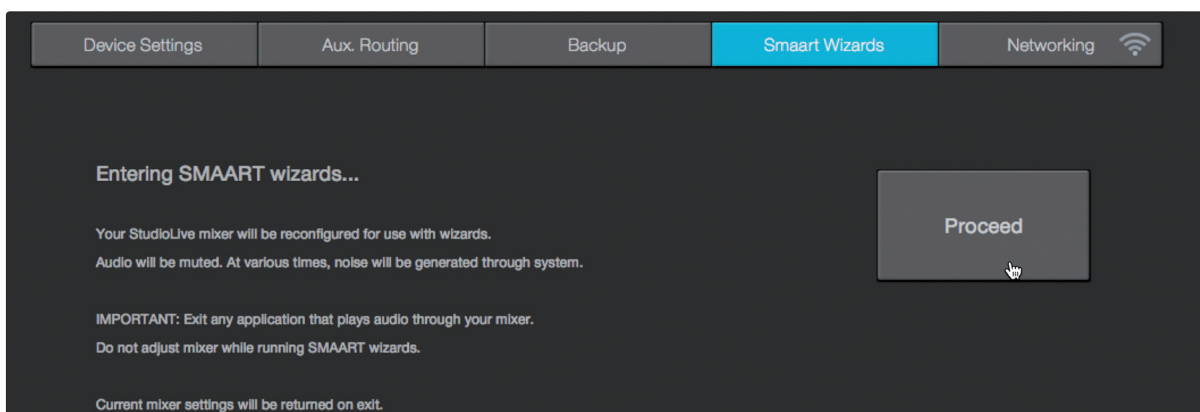 Device Settings
Aux. Routing
Backup
Smaart Wizards
Networking
Entering SMAART wizards...
Proceed
Your StudioLive mixer will be reconfigured for use with wizards.
Audio will be muted. At various times, noise will be generated through system.
IMPORTANT: Exit any application that plays audio through your mixer.
Do not adjust mixer while running SMAART wizards.
Current mixer settings will be returned on exit.